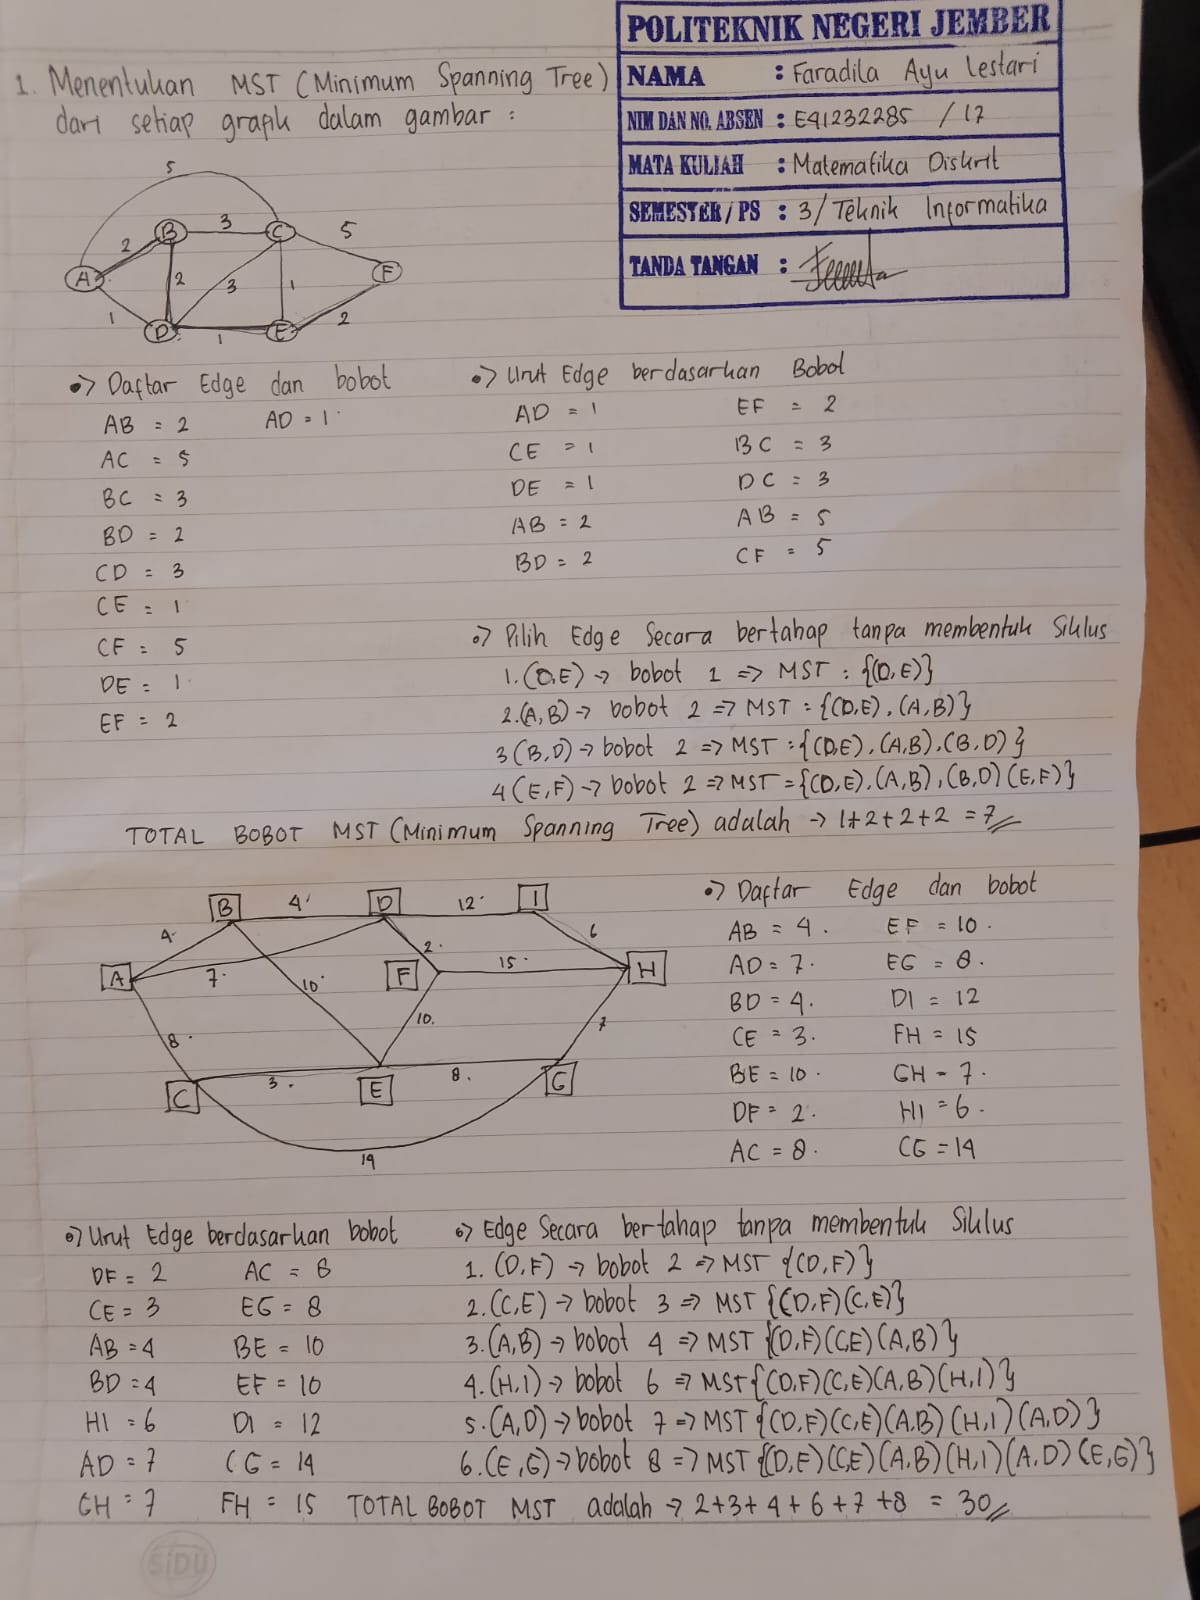 POLITEKNIK NEGERI JEMBER
NAMA : Faradila Ayu Lestari
NIM DAN NO. ABSEN : E41232285 / 17
MATA KULIAH : Matematika Diskrit
SEMESTER/PS : 3/Teknik Informatika
TANDA TANGAN :
1. Menentukan MST (Minimum Spanning Tree)
dari setiap graph dalam gambar :
5
B 3 C 5
2
A 2 3 1 F
1 D 1 E 2
•> Daftar Edge dan bobot
AB = 2 AD = 1
AC = 5
BC = 3
BD = 2
CD = 3
CE = 1
CF = 5
DE = 1
EF = 2
•> Urut Edge berdasarkan Bobot
AD = 1 EF = 2
CE = 1 BC = 3
DE = 1 DC = 3
AB = 2 AB = 5
BD = 2 CF = 5
•> Pilih Edge Secara bertahap tanpa membentuk Siklus
1. (D,E) -> bobot 1 => MST : {(D,E)}
2. (A,B) -> bobot 2 => MST : {(D,E), (A,B)}
3 (B,D) -> bobot 2 => MST : {(D,E), (A,B), (B,D)}
4 (E,F) -> bobot 2 => MST = {(D,E), (A,B), (B,D) (E,F)}
TOTAL BOBOT MST (Minimum Spanning Tree) adalah -> 1+2+2+2 = 7
B 4 D 12 I
4 2 6
A 7 10 F 15 H
8 10 7
C 3 E 8 G
14
•> Daftar Edge dan bobot
AB = 4 EF = 10
AD = 7 EG = 8
BD = 4 DI = 12
CE = 3 FH = 15
BE = 10 GH = 7
DF = 2 HI = 6
AC = 8 CG = 14
•> Urut Edge berdasarkan bobot
DF = 2 AC = 8
CE = 3 EG = 8
AB = 4 BE = 10
BD = 4 EF = 10
HI = 6 DI = 12
AD = 7 CG = 14
GH = 7 FH = 15
•> Edge Secara bertahap tanpa membentuk Siklus
1. (D,F) -> bobot 2 => MST {(D,F)}
2. (C,E) -> bobot 3 => MST {(D,F)(C,E)}
3. (A,B) -> bobot 4 => MST {(D,F)(C,E)(A,B)}
4. (H,I) -> bobot 6 => MST {(D,F)(C,E)(A,B)(H,I)}
5. (A,D) -> bobot 7 => MST {(D,F)(C,E)(A,B)(H,I)(A,D)}
6. (E,G) -> bobot 8 => MST {(D,E)(C,E)(A,B)(H,I)(A,D)(E,G)}
TOTAL BOBOT MST adalah -> 2+3+4+6+7+8 = 30
SiDU